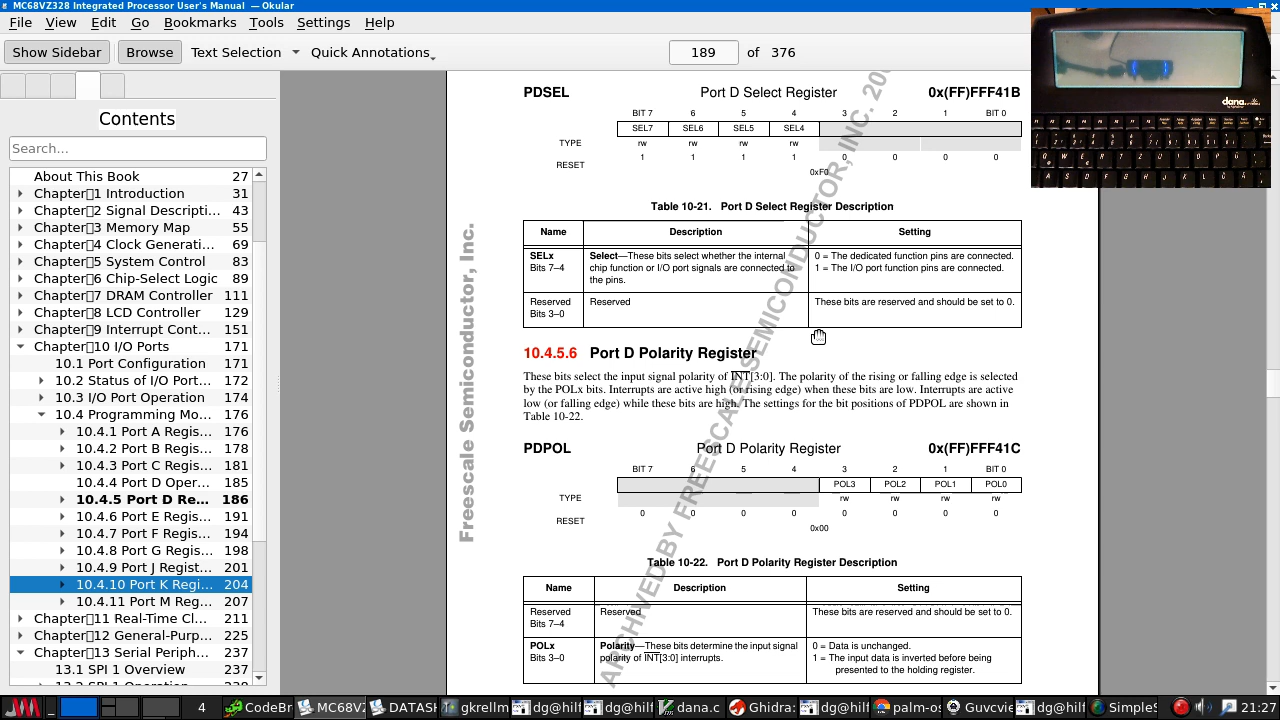 MC68VZ328 Integrated Processor User's Manual — Okular
File View Edit Go Bookmarks Tools Settings Help
Show Sidebar Browse Text Selection Quick Annotations 189 of 376
Contents
Search...
About This Book 27
Chapter 1 Introduction 31
Chapter 2 Signal Descripti... 43
Chapter 3 Memory Map 55
Chapter 4 Clock Generati... 69
Chapter 5 System Control 83
Chapter 6 Chip-Select Logic 89
Chapter 7 DRAM Controller 111
Chapter 8 LCD Controller 129
Chapter 9 Interrupt Cont... 151
Chapter 10 I/O Ports 171
10.1 Port Configuration 171
10.2 Status of I/O Port... 172
10.3 I/O Port Operation 174
10.4 Programming Mo... 176
10.4.1 Port A Regis... 176
10.4.2 Port B Regis... 178
10.4.3 Port C Regis... 181
10.4.4 Port D Oper... 185
10.4.5 Port D Re... 186
10.4.6 Port E Regis... 191
10.4.7 Port F Regis... 194
10.4.8 Port G Regis... 198
10.4.9 Port J Regist... 201
10.4.10 Port K Regi... 204
10.4.11 Port M Reg... 207
Chapter 11 Real-Time Cl... 211
Chapter 12 General-Purp... 225
Chapter 13 Serial Periph... 237
13.1 SPI 1 Overview 237
PDSEL Port D Select Register 0x(FF)FFF41B
BIT 7 6 5 4 3 2 1 BIT 0
SEL7 SEL6 SEL5 SEL4
TYPE rw rw rw rw
RESET 1 1 1 1 0 0 0 0
0xF0
Table 10-21. Port D Select Register Description
Name Description Setting
SELx Select—These bits select whether the internal 0 = The dedicated function pins are connected.
Bits 7–4 chip function or I/O port signals are connected to 1 = The I/O port function pins are connected.
the pins.
Reserved Reserved These bits are reserved and should be set to 0.
Bits 3–0
10.4.5.6 Port D Polarity Register
These bits select the input signal polarity of INT[3:0]. The polarity of the rising or falling edge is selected
by the POLx bits. Interrupts are active high (or rising edge) when these bits are low. Interrupts are active
low (or falling edge) while these bits are high. The settings for the bit positions of PDPOL are shown in
Table 10-22.
PDPOL Port D Polarity Register 0x(FF)FFF41C
BIT 7 6 5 4 3 2 1 BIT 0
POL3 POL2 POL1 POL0
TYPE rw rw rw rw
RESET 0 0 0 0 0 0 0 0
0x00
Table 10-22. Port D Polarity Register Description
Name Description Setting
Reserved Reserved These bits are reserved and should be set to 0.
Bits 7–4
POLx Polarity—These bits determine the input signal 0 = Data is unchanged.
Bits 3–0 polarity of INT[3:0] interrupts. 1 = The input data is inverted before being
presented to the holding register.
Freescale Semiconductor, Inc.
ARCHIVED BY FREESCALE SEMICONDUCTOR, INC. 200
dana
4 CodeBr MC68VZ DATASH gkrellm dg@hilf dg@hilf dg@hilf dana.c Ghidra: dg@hilf palm-os Guvcvie dg@hilf SimpleS 21:27